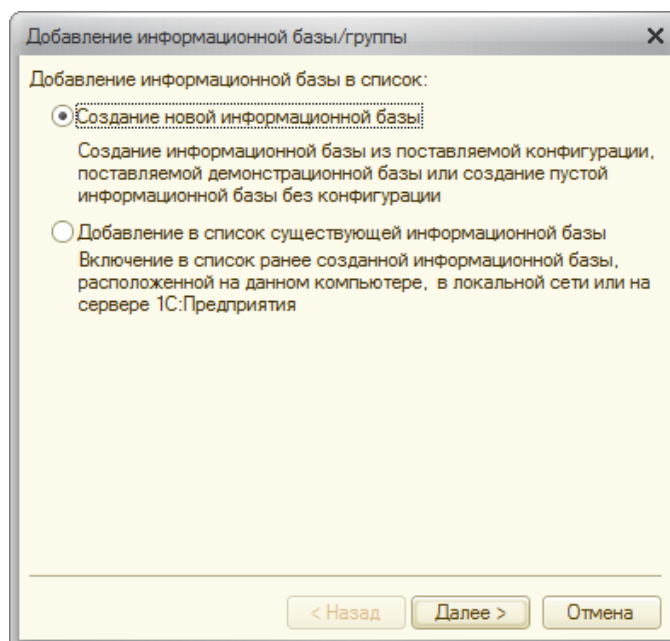 Добавление информационной базы/группы
Добавление информационной базы в список:
Создание новой информационной базы
Создание информационной базы из поставляемой конфигурации,
поставляемой демонстрационной базы или создание пустой
информационной базы без конфигурации
Добавление в список существующей информационной базы
Включение в список ранее созданной информационной базы,
расположенной на данном компьютере, в локальной сети или на
сервере 1С:Предприятия
< Назад Далее > Отмена